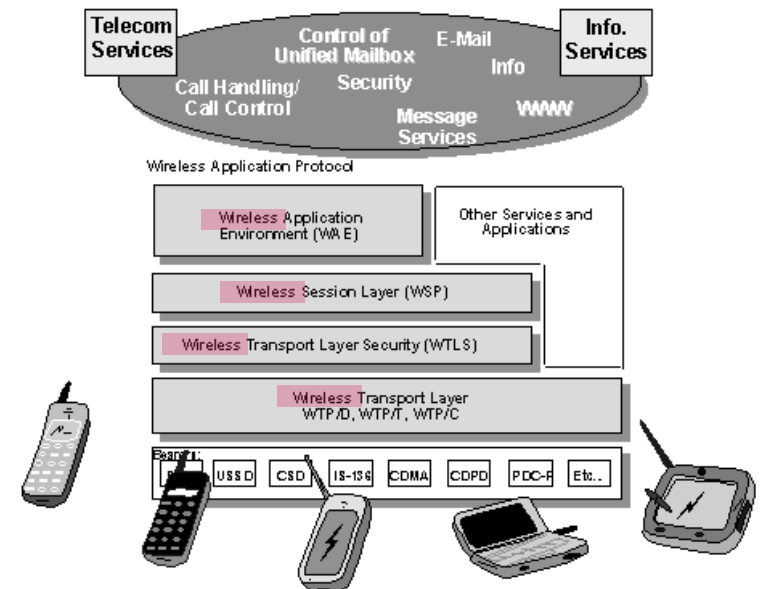 Telecom
Services
Control of
Unified Mailbox
E-Mail
Info.
Services
Info
Security
Call Handling/
Call Control
WWW
Message
Services
Wireless Application Protocol
Wireless Application
Environment (WAE)
Other Services and
Applications
Wireless Session Layer (WSP)
Wireless Transport Layer Security (WTLS)
Wireless Transport Layer
WTP/D, WTP/T, WTP/C
Bearers:
USSD
CSD
IS-136
CDMA
CDPD
PDC-P
Etc..